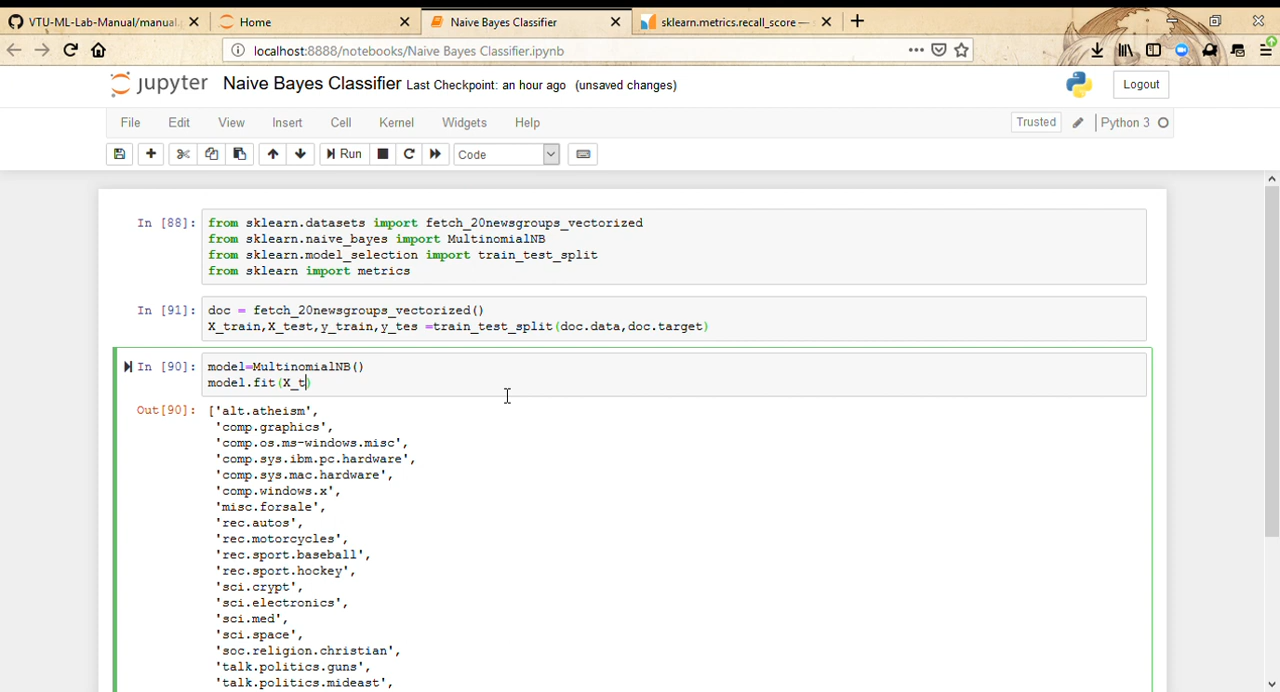 VTU-ML-Lab-Manual/manual.
Home
Naive Bayes Classifier
sklearn.metrics.recall_score —
localhost:8888/notebooks/Naive Bayes Classifier.ipynb
jupyter Naive Bayes Classifier Last Checkpoint: an hour ago (unsaved changes)
Logout
File Edit View Insert Cell Kernel Widgets Help
Trusted
Python 3
Run
Code
In [88]: from sklearn.datasets import fetch_20newsgroups_vectorized
from sklearn.naive_bayes import MultinomialNB
from sklearn.model_selection import train_test_split
from sklearn import metrics
In [91]: doc = fetch_20newsgroups_vectorized()
X_train,X_test,y_train,y_tes =train_test_split(doc.data,doc.target)
In [90]: model=MultinomialNB()
model.fit(X_t)
Out[90]: ['alt.atheism',
'comp.graphics',
'comp.os.ms-windows.misc',
'comp.sys.ibm.pc.hardware',
'comp.sys.mac.hardware',
'comp.windows.x',
'misc.forsale',
'rec.autos',
'rec.motorcycles',
'rec.sport.baseball',
'rec.sport.hockey',
'sci.crypt',
'sci.electronics',
'sci.med',
'sci.space',
'soc.religion.christian',
'talk.politics.guns',
'talk.politics.mideast',